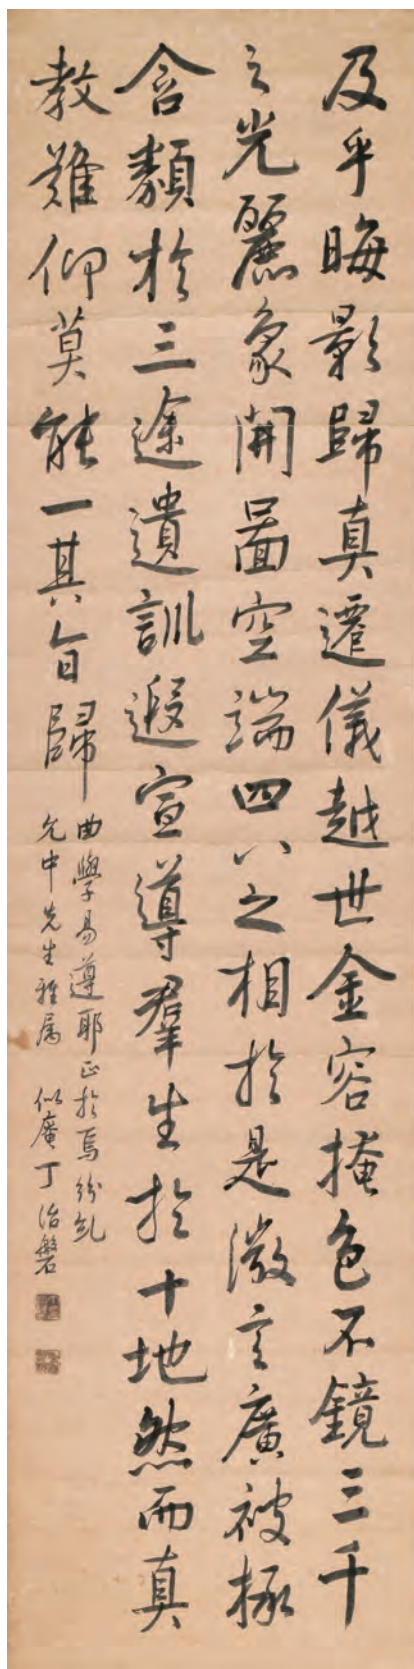 及乎晦影歸真遷儀越世金容掩色不鏡三千
之光麗象開圖空端四八之相於是微言廣被拯
含類於三途遺訓遐宣導羣生於十地然而真
教難仰莫能一其旨歸
曲學易遵耶正於焉紛糺
允中先生雅屬 似庵丁治磐